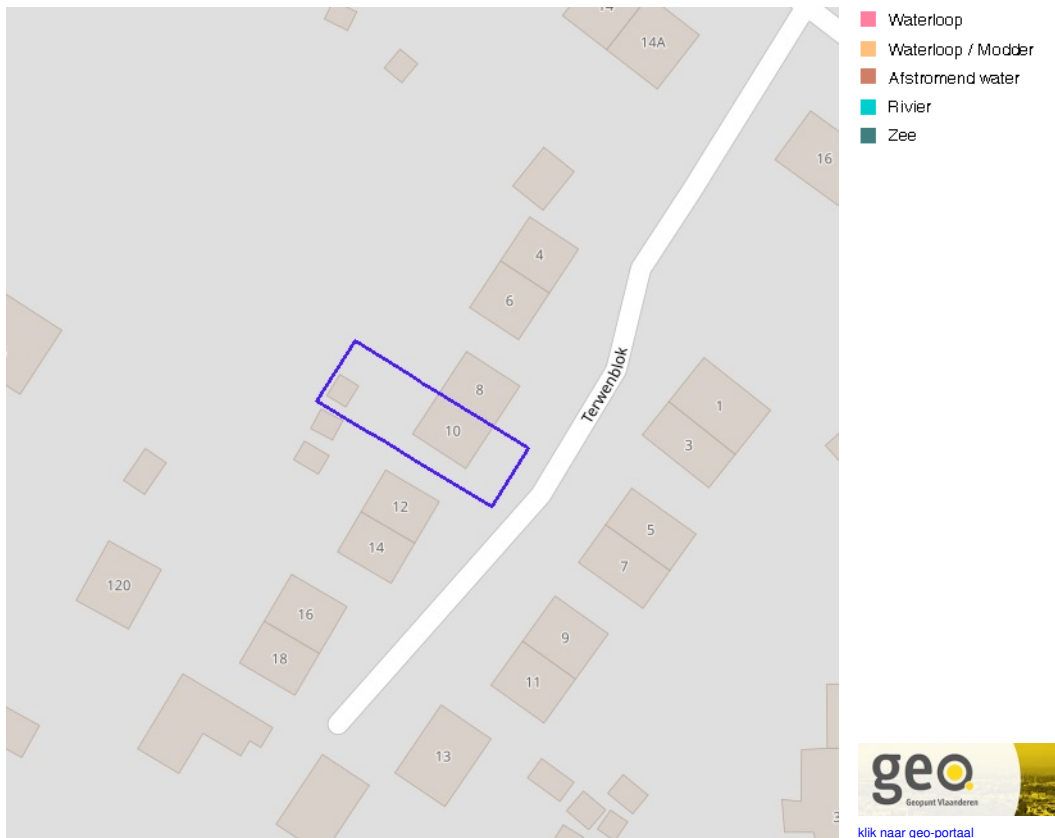 14
14A
16
4
6
8
10
Terwenblok
1
3
12
14
5
7
120
16
18
9
11
13
Waterloop
Waterloop / Modder
Afstromend water
Rivier
Zee
geo.
Geopunt Vlaanderen
klik naar geo-portaal